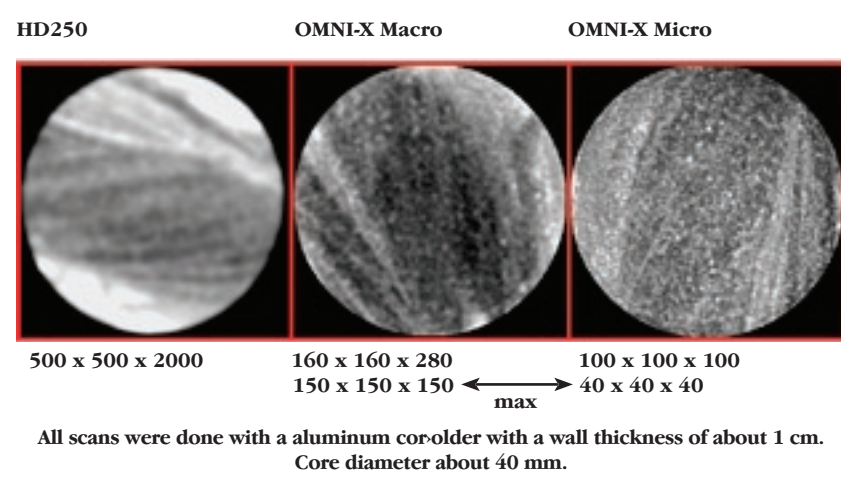 HD250 OMNI-X Macro OMNI-X Micro
500 x 500 x 2000 160 x 160 x 280 100 x 100 x 100
150 x 150 x 150 40 x 40 x 40
max
All scans were done with a aluminum cor›older with a wall thickness of about 1 cm.
Core diameter about 40 mm.